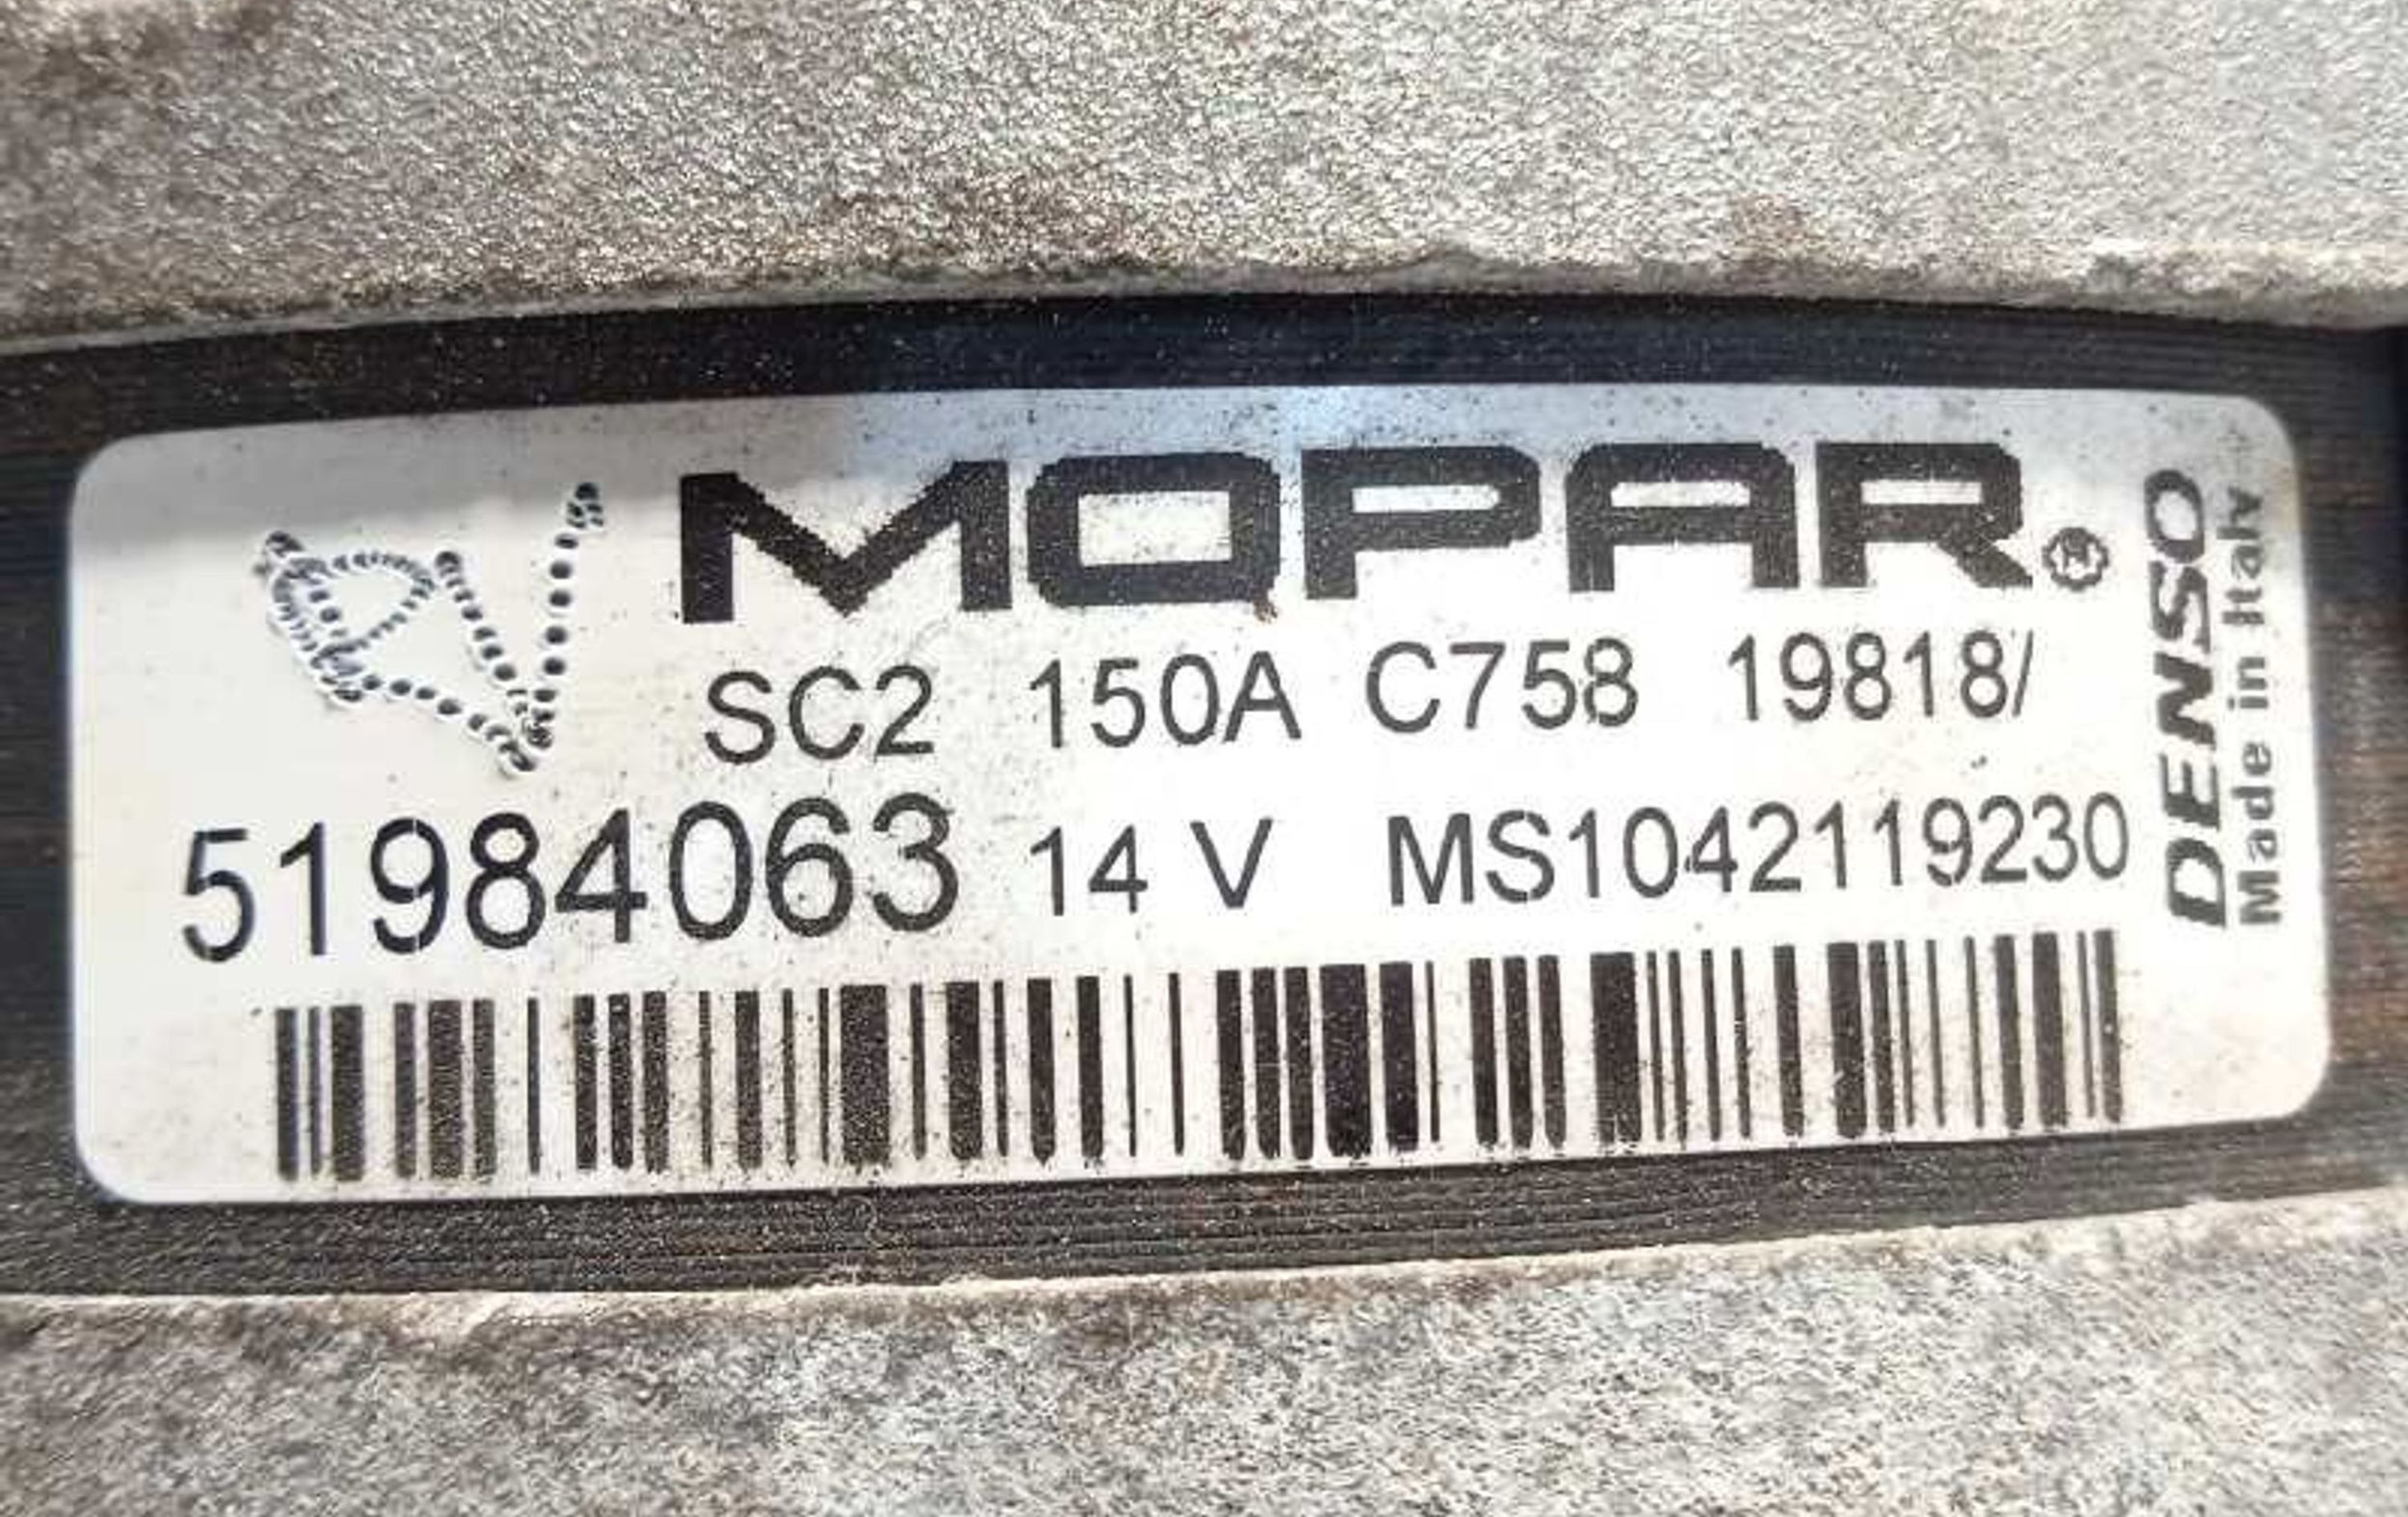 MOPAR®
SC2 150A C758 19818/
51984063 14 V MS1042119230
DENSO
Made in Italy